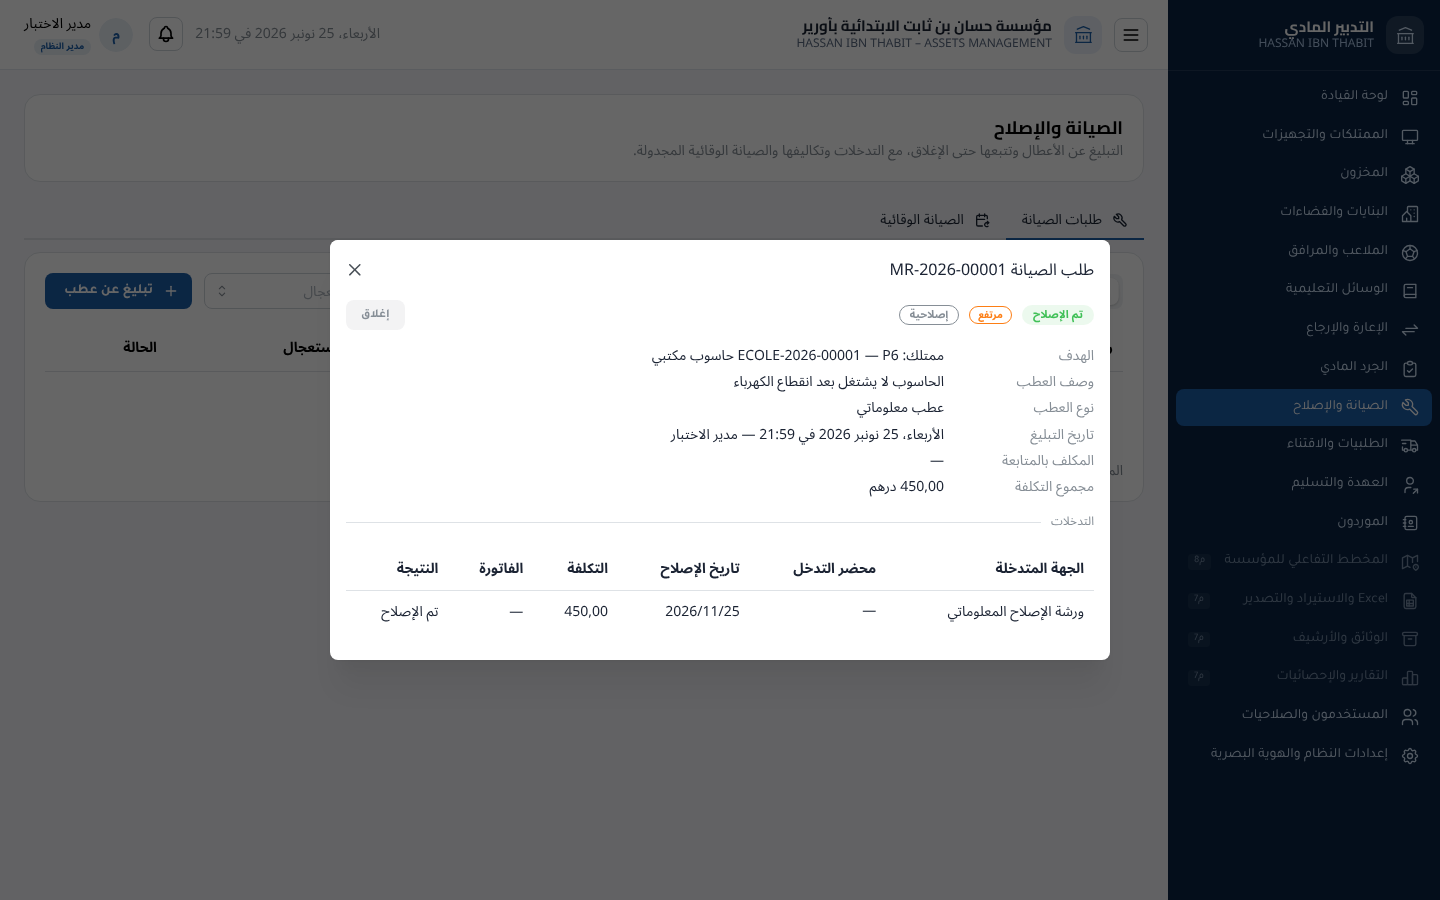 التدبير المادي
HASSAN IBN THABIT
مؤسسة حسان بن ثابت الابتدائية بأورير
HASSAN IBN THABIT – ASSETS MANAGEMENT
الأربعاء، 25 نونبر 2026 في 21:59
م
مدير الاختبار
مدير النظام
لوحة القيادة
الممتلكات والتجهيزات
المخزون
البنايات والفضاءات
الملاعب والمرافق
الوسائل التعليمية
الإعارة والإرجاع
الجرد المادي
الصيانة والإصلاح
الطلبيات والاقتناء
العهدة والتسليم
الموردون
المخطط التفاعلي للمؤسسة م8
Excel والاستيراد والتصدير م7
الوثائق والأرشيف م7
التقارير والإحصائيات م7
المستخدمون والصلاحيات
إعدادات النظام والهوية البصرية
الصيانة والإصلاح
التبليغ عن الأعطال وتتبعها حتى الإغلاق، مع التدخلات وتكاليفها والصيانة الوقائية المجدولة.
طلبات الصيانة
الصيانة الوقائية
تبليغ عن عطب
الحالة
طلب الصيانة MR-2026-00001
تم الإصلاح
مرتفع
إصلاحية
إغلاق
الهدف ممتلك: ECOLE-2026-00001 — P6 حاسوب مكتبي
وصف العطب الحاسوب لا يشتغل بعد انقطاع الكهرباء
نوع العطب عطب معلوماتي
تاريخ التبليغ الأربعاء، 25 نونبر 2026 في 21:59 — مدير الاختبار
المكلف بالمتابعة —
مجموع التكلفة 450,00 درهم
التدخلات
الجهة المتدخلة محضر التدخل تاريخ الإصلاح التكلفة الفاتورة النتيجة
ورشة الإصلاح المعلوماتي — 2026/11/25 450,00 — تم الإصلاح